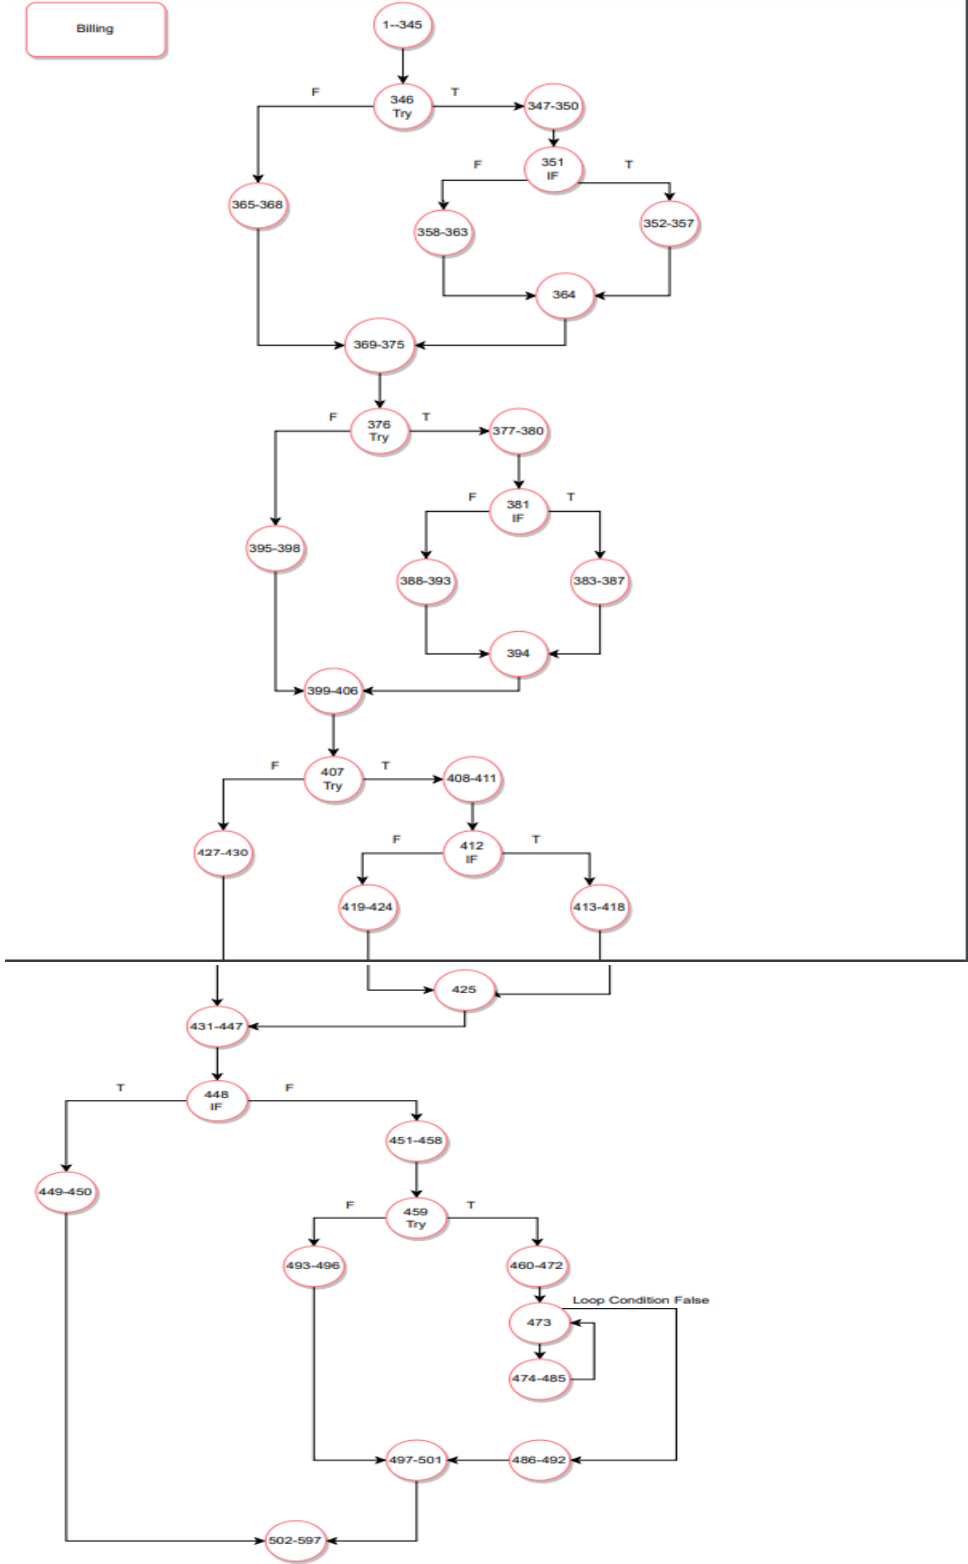 Billing
1--345
F
T
346
Try
347-350
351
IF
F
T
365-368
358-363
352-357
364
369-375
F
T
376
Try
377-380
F
T
381
IF
395-398
388-393
383-387
394
399-406
F
T
407
Try
408-411
F
T
412
IF
427-430
419-424
413-418
425
431-447
T
F
448
IF
451-458
449-450
F
T
459
Try
493-496
460-472
Loop Condition False
473
474-485
497-501
486-492
502-597